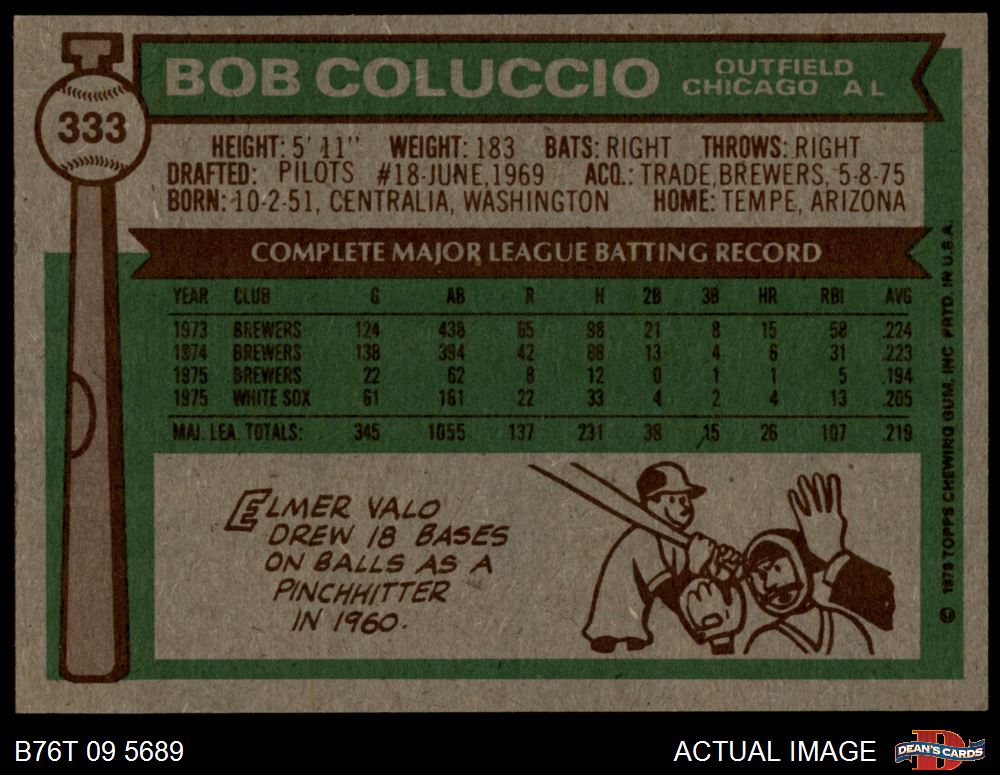 333
BOB COLUCCIO
OUTFIELD
CHICAGO A L
HEIGHT: 5' 11" WEIGHT: 183 BATS: RIGHT THROWS: RIGHT
DRAFTED: PILOTS #18-JUNE, 1969 ACQ.: TRADE, BREWERS, 5-8-75
BORN: 10-2-51, CENTRALIA, WASHINGTON HOME: TEMPE, ARIZONA
COMPLETE MAJOR LEAGUE BATTING RECORD
YEAR CLUB G AB R H 2B 3B HR RBI AVG
1973 BREWERS 124 438 65 98 21 8 15 58 .224
1974 BREWERS 138 394 42 88 13 4 6 31 .223
1975 BREWERS 22 62 8 12 0 1 1 5 .194
1975 WHITE SOX 61 161 22 33 4 2 4 13 .205
MAJ. LEA. TOTALS: 345 1055 137 231 38 15 26 107 .219
ELMER VALO
DREW 18 BASES
ON BALLS AS A
PINCHHITTER
IN 1960.
© 1976 TOPPS CHEWING GUM, INC PRTD. IN U.S.A.
B76T 09 5689
ACTUAL IMAGE
D
DEAN'S CARDS